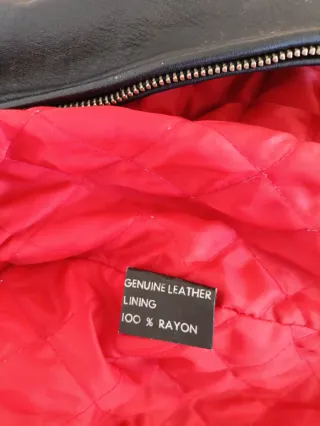 GENUINE LEATHER
LINING
100 % RAYON